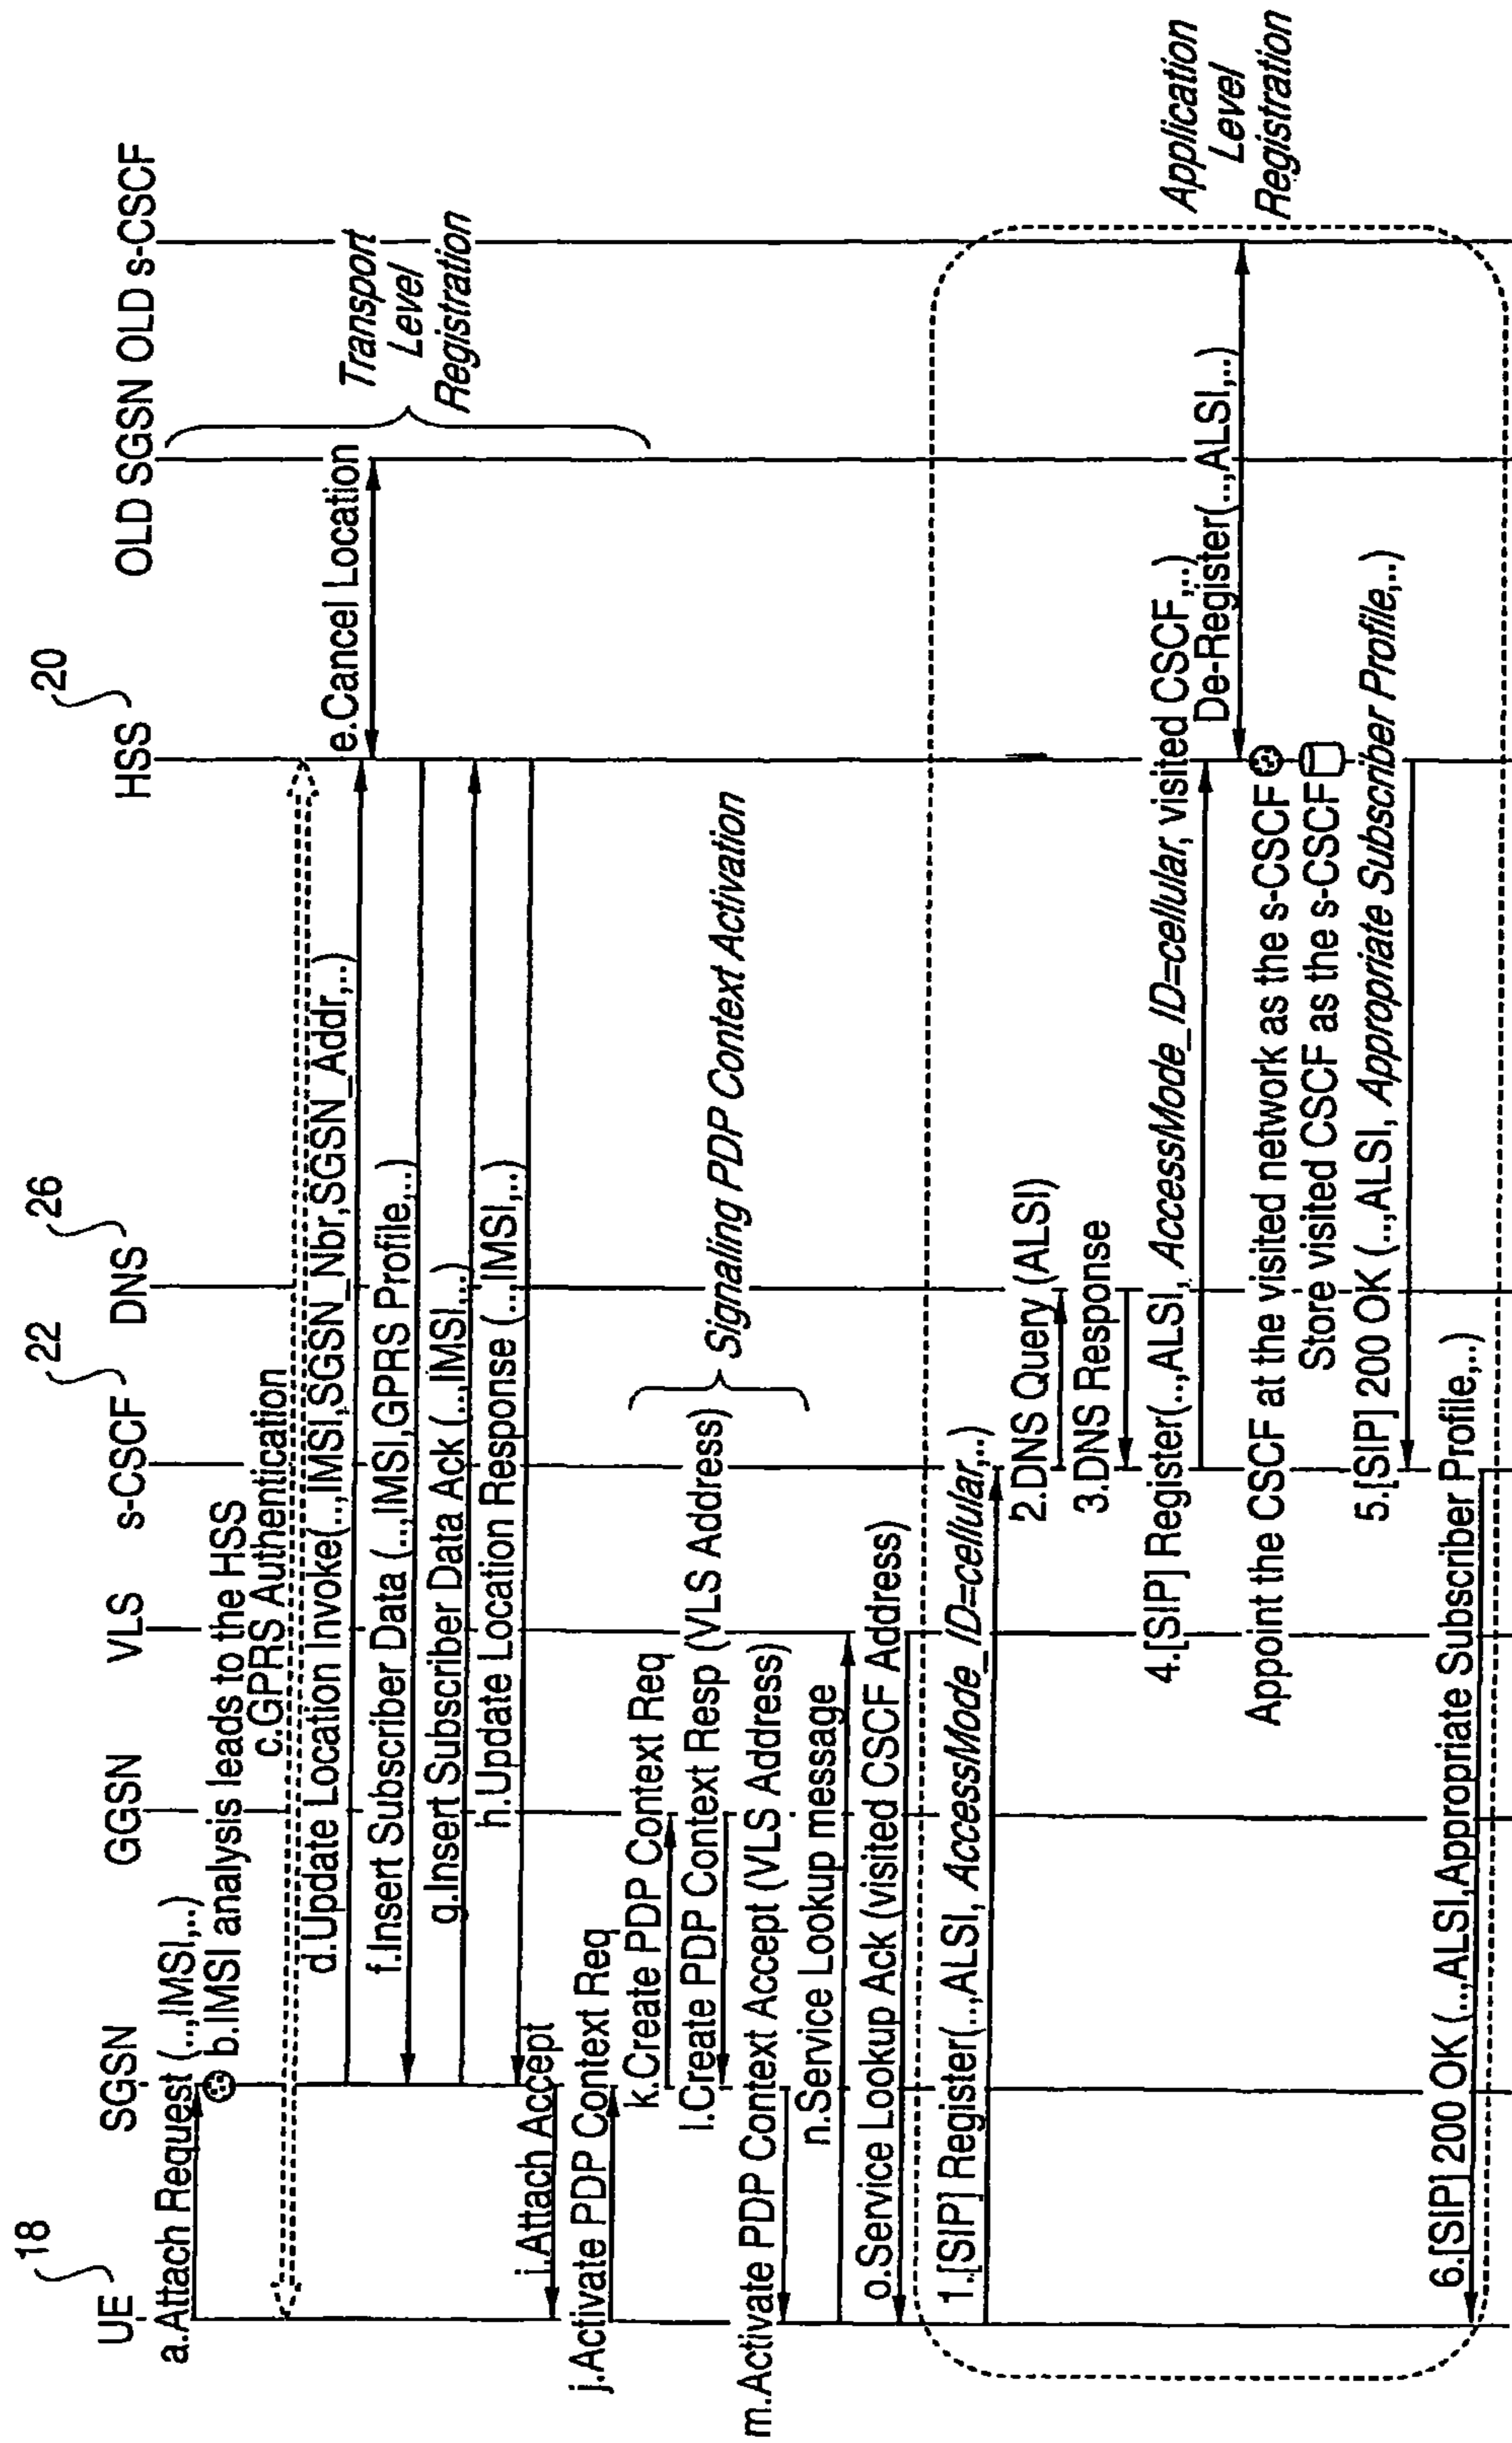 18
22
26
20
UE
SGSN
GGSN
VLS
s-CSCF
DNS
HSS
OLD SGSN
OLD s-CSCF
a.Attach Request (..,IMSI,..)
b.IMSI analysis leads to the HSS
c.GPRS Authentication
d.Update Location Invoke(..,IMSI,SGSN_Nbr,SGSN_Addr,..)
e.Cancel Location
Transport
Level
Registration
f.Insert Subscriber Data (..,IMSI,GPRS Profile,..)
g.Insert Subscriber Data Ack (..,IMSI,..)
h.Update Location Response (..,IMSI,..)
i.Attach Accept
j.Activate PDP Context Req
k.Create PDP Context Req
l.Create PDP Context Resp (VLS Address)
Signaling PDP Context Activation
m.Activate PDP Context Accept (VLS Address)
n.Service Lookup message
o.Service Lookup Ack (visited CSCF Address)
1.[SIP] Register(..,ALSI, AccessMode_ID=cellular,..)
2.DNS Query (ALSI)
3.DNS Response
4.[SIP] Register(..,ALSI, AccessMode_ID=cellular, visited CSCF,..)
De-Register(..,ALSI,..)
Application
Level
Registration
Appoint the CSCF at the visited network as the s-CSCF
Store visited CSCF as the s-CSCF
5.[SIP] 200 OK (..,ALSI, Appropriate Subscriber Profile,..)
6.[SIP] 200 OK (..,ALSI,Appropriate Subscriber Profile,..)